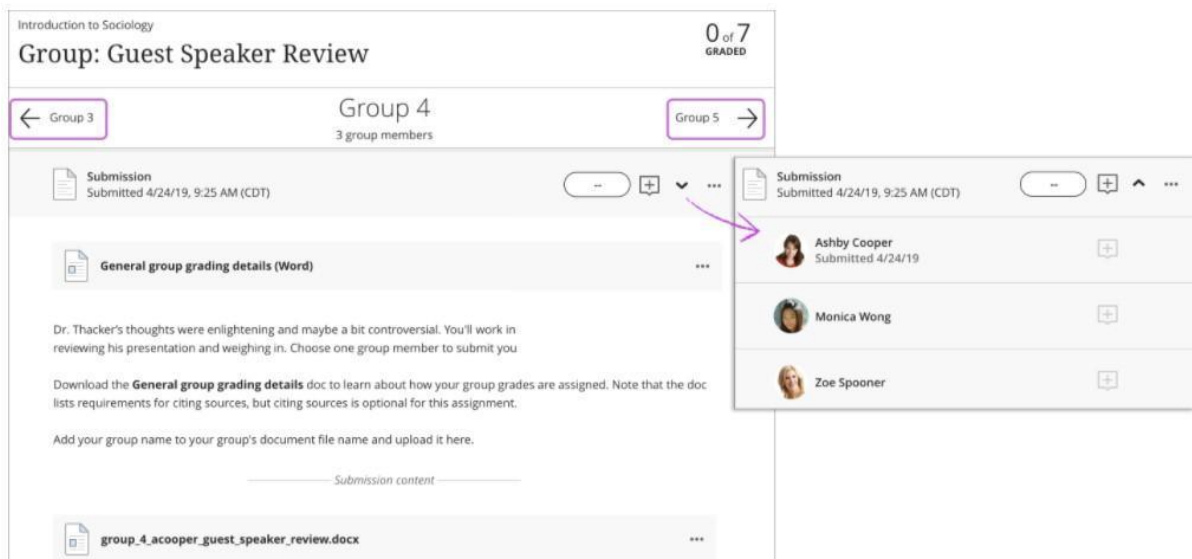 Introduction to Sociology
Group: Guest Speaker Review
0 of 7
GRADED
Group 3
Group 4
3 group members
Group 5
Submission
Submitted 4/24/19, 9:25 AM (CDT)
--
General group grading details (Word)
Dr. Thacker's thoughts were enlightening and maybe a bit controversial. You'll work in
reviewing his presentation and weighing in. Choose one group member to submit you
Download the General group grading details doc to learn about how your group grades are assigned. Note that the doc
lists requirements for citing sources, but citing sources is optional for this assignment.
Add your group name to your group's document file name and upload it here.
Submission content
group_4_acooper_guest_speaker_review.docx
Submission
Submitted 4/24/19, 9:25 AM (CDT)
--
Ashby Cooper
Submitted 4/24/19
Monica Wong
Zoe Spooner